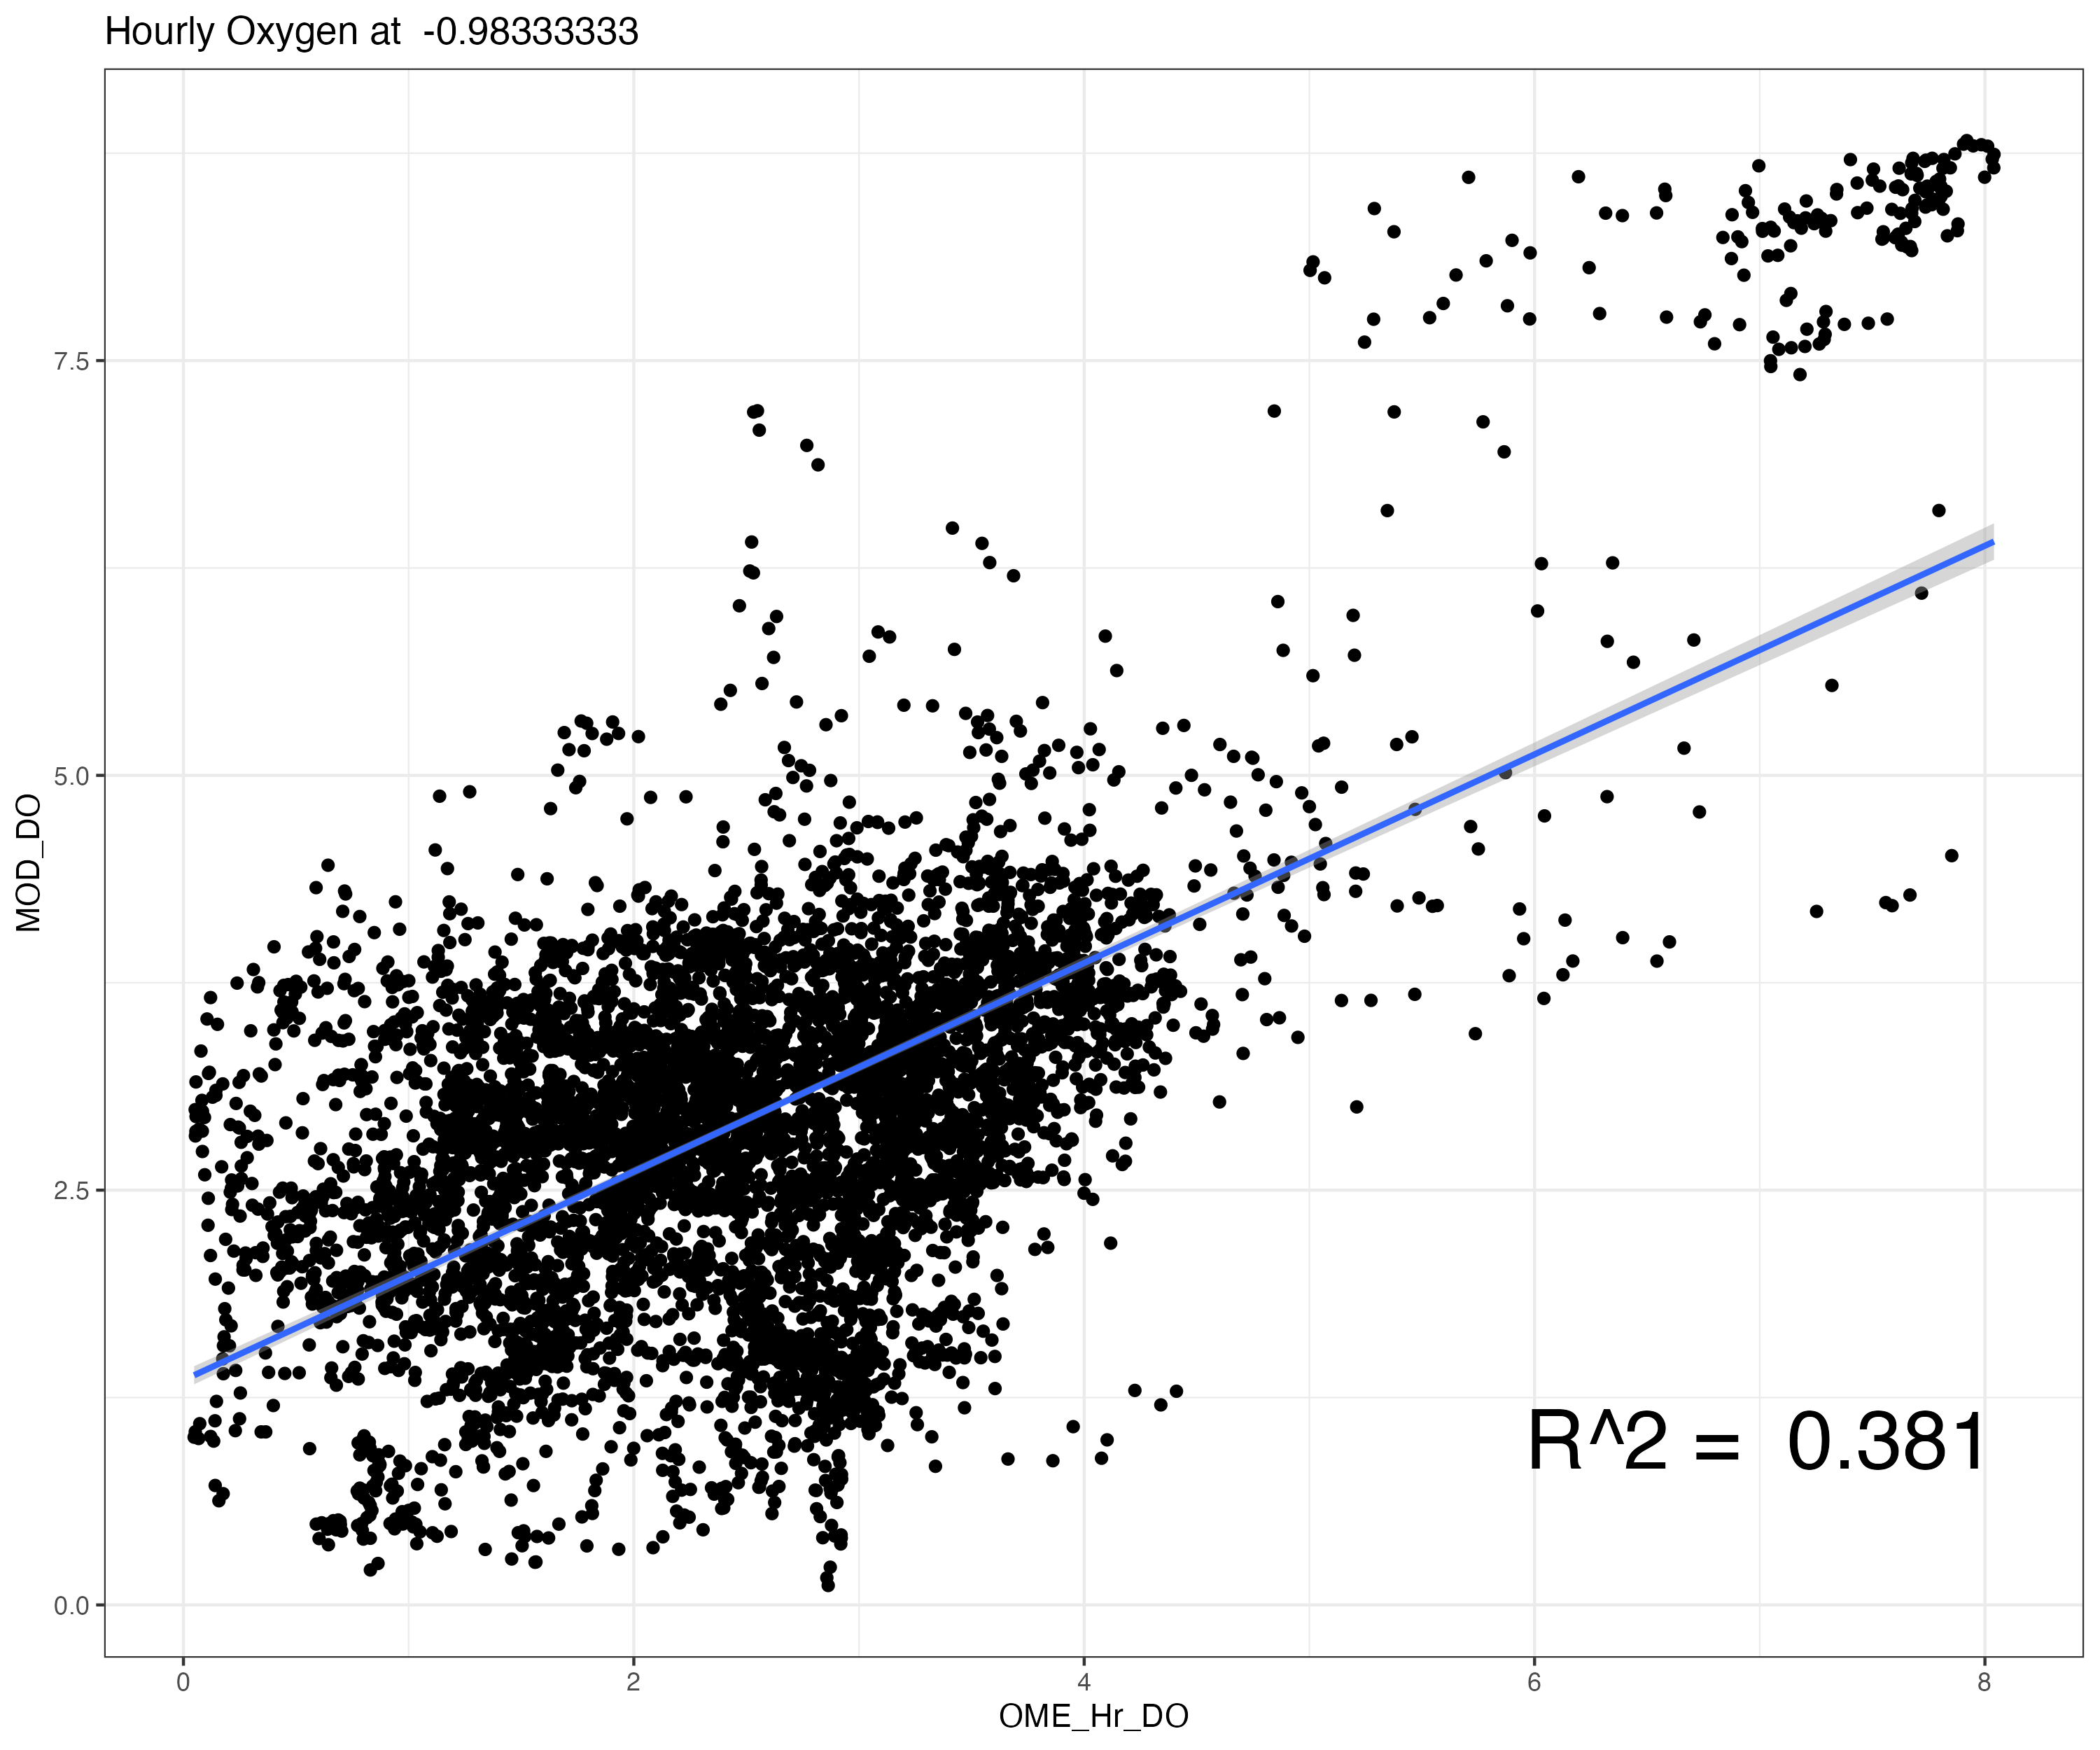 Hourly Oxygen at  -0.98333333
7.5
5.0
2.5
0.0
MOD_DO
R^2 =  0.381
0 2 4 6 8
OME_Hr_DO